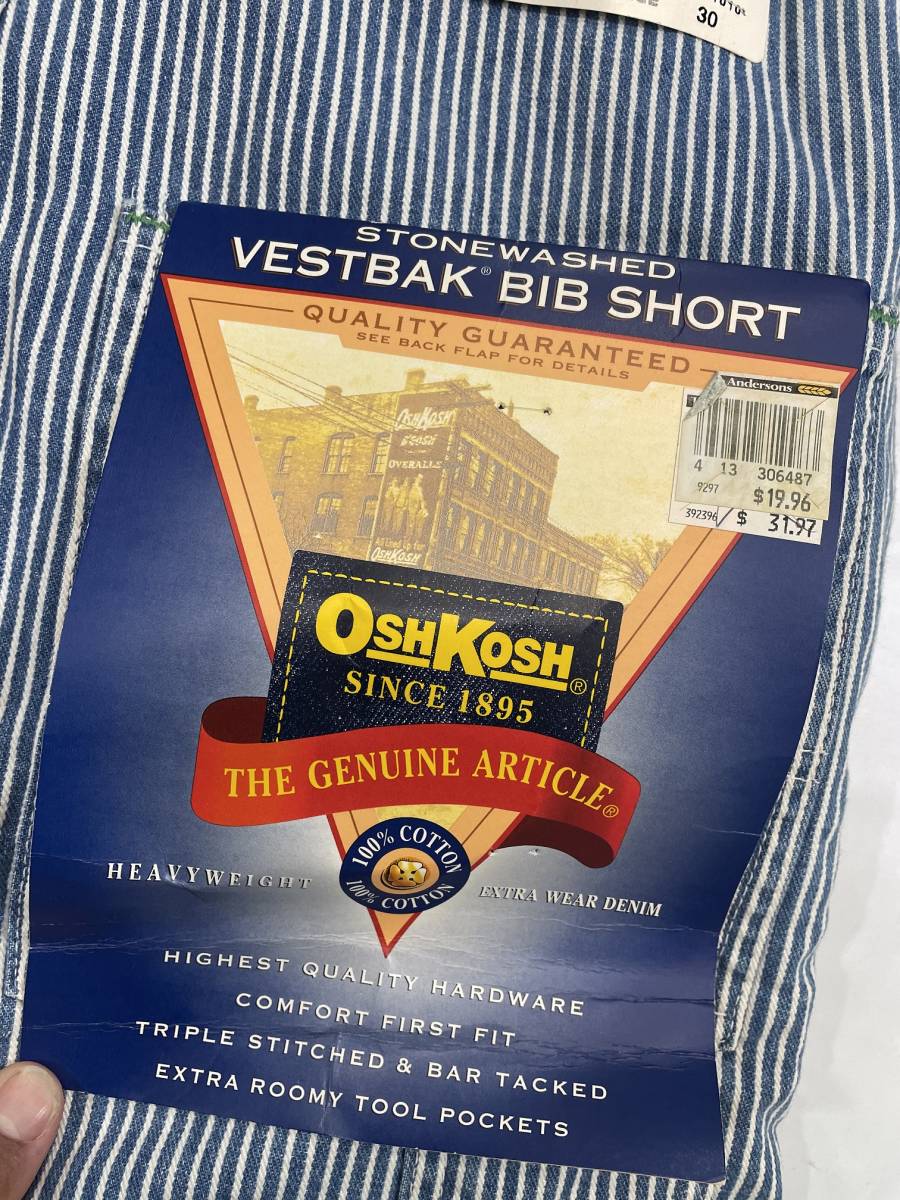 30
STONEWASHED
VESTBAK® BIB SHORT
QUALITY GUARANTEED
SEE BACK FLAP FOR DETAILS
Andersons
4 13 306487
9297 $19.96
392396 $ 31.97
OSHKOSH
B'GOSH
OVERALLS
OSHKOSH
OSHKOSH®
SINCE 1895
THE GENUINE ARTICLE®
100% COTTON
100% COTTON
HEAVYWEIGHT
EXTRA WEAR DENIM
HIGHEST QUALITY HARDWARE
COMFORT FIRST FIT
TRIPLE STITCHED & BAR TACKED
EXTRA ROOMY TOOL POCKETS